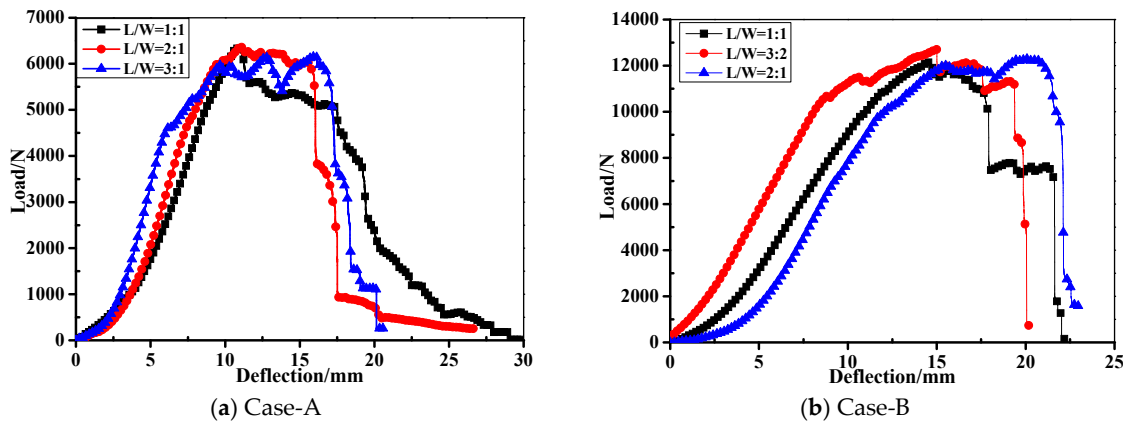 7000
6000
5000
4000
3000
2000
1000
0
Load/N
L/W=1:1
L/W=2:1
L/W=3:1
0 5 10 15 20 25 30
Deflection/mm
(a) Case-A
14000
12000
10000
8000
6000
4000
2000
0
Load/N
L/W=1:1
L/W=3:2
L/W=2:1
0 5 10 15 20 25
Deflection/mm
(b) Case-B